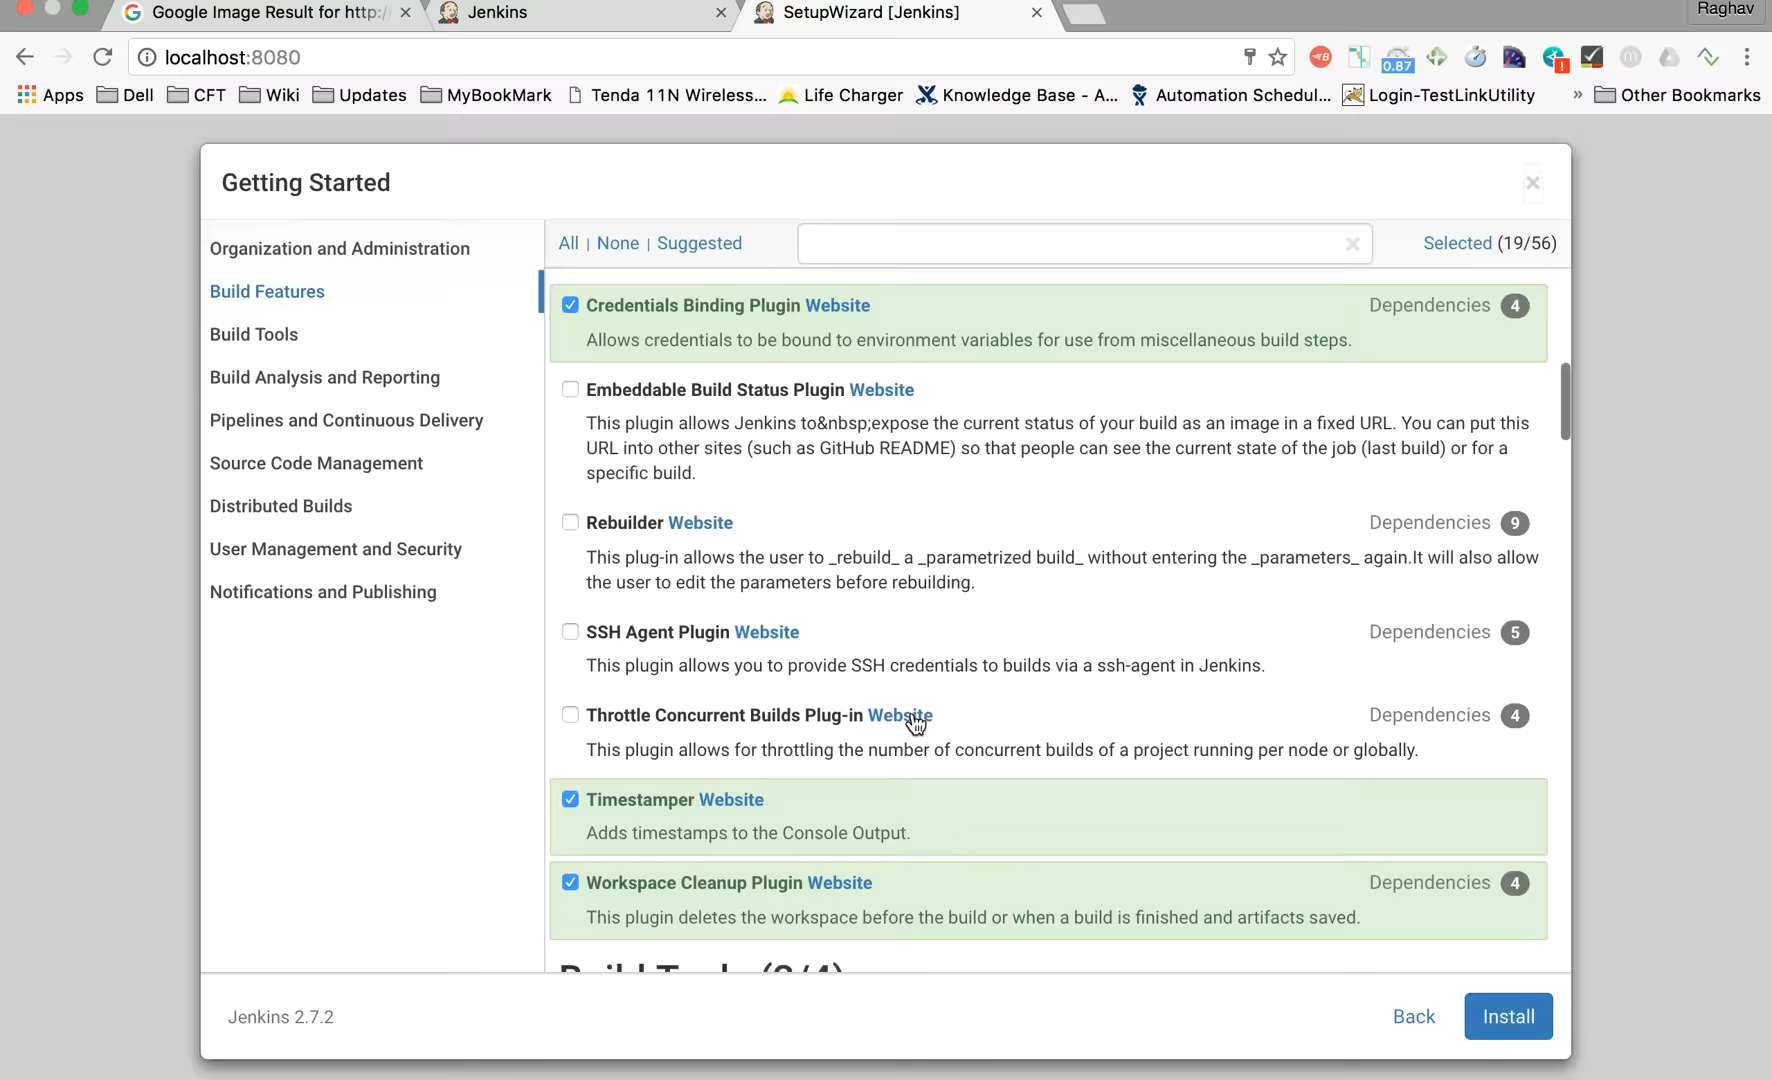 Google Image Result for http:/
Jenkins
SetupWizard [Jenkins]
Raghav
localhost:8080
0.87
Apps
Dell
CFT
Wiki
Updates
MyBookMark
Tenda 11N Wireless...
Life Charger
Knowledge Base - A...
Automation Schedul...
Login-TestLinkUtility
»
Other Bookmarks
Getting Started
Organization and Administration
Build Features
Build Tools
Build Analysis and Reporting
Pipelines and Continuous Delivery
Source Code Management
Distributed Builds
User Management and Security
Notifications and Publishing
All | None | Suggested
Selected (19/56)
Credentials Binding Plugin Website Dependencies 4
Allows credentials to be bound to environment variables for use from miscellaneous build steps.
Embeddable Build Status Plugin Website
This plugin allows Jenkins to&nbsp;expose the current status of your build as an image in a fixed URL. You can put this
URL into other sites (such as GitHub README) so that people can see the current state of the job (last build) or for a
specific build.
Rebuilder Website Dependencies 9
This plug-in allows the user to _rebuild_ a _parametrized build_ without entering the _parameters_ again.It will also allow
the user to edit the parameters before rebuilding.
SSH Agent Plugin Website Dependencies 5
This plugin allows you to provide SSH credentials to builds via a ssh-agent in Jenkins.
Throttle Concurrent Builds Plug-in Website Dependencies 4
This plugin allows for throttling the number of concurrent builds of a project running per node or globally.
Timestamper Website
Adds timestamps to the Console Output.
Workspace Cleanup Plugin Website Dependencies 4
This plugin deletes the workspace before the build or when a build is finished and artifacts saved.
Build Tools (3/4)
Jenkins 2.7.2
Back
Install